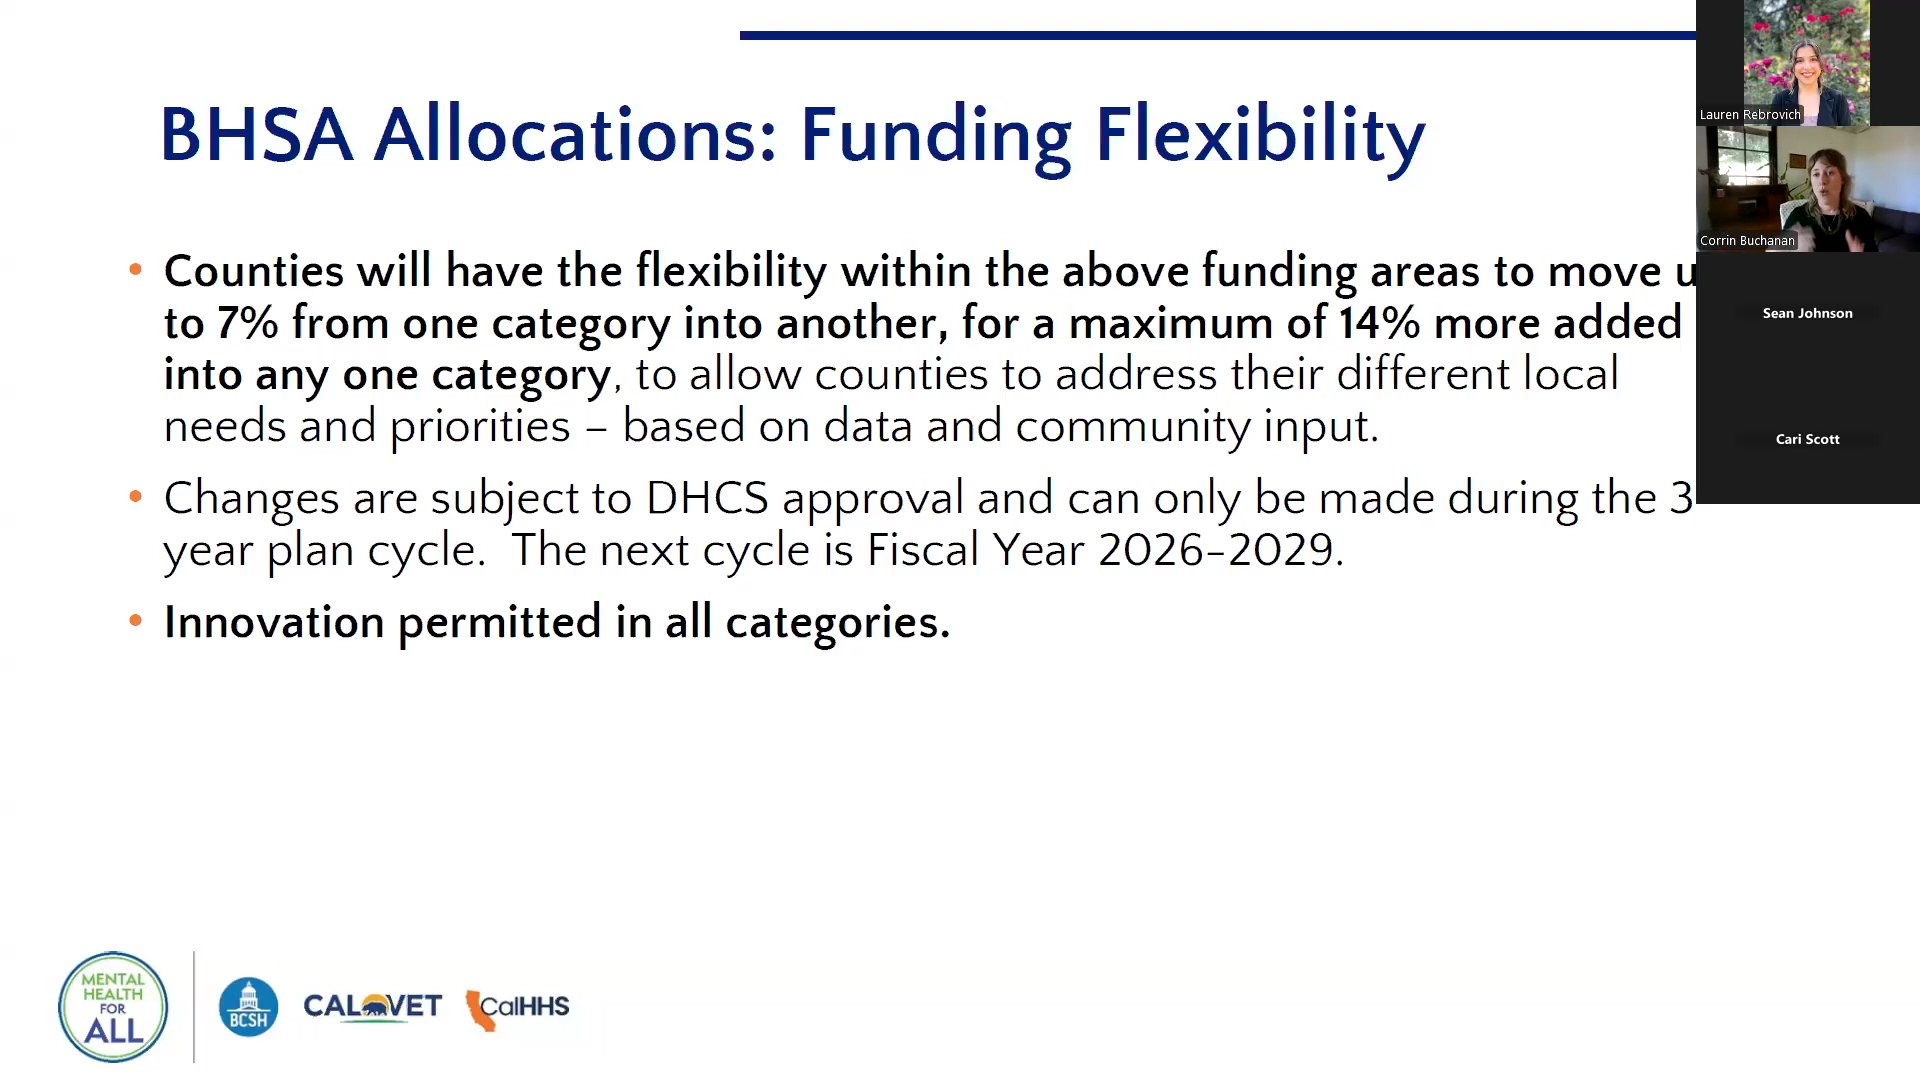 BHSA Allocations: Funding Flexibility
• Counties will have the flexibility within the above funding areas to move u
to 7% from one category into another, for a maximum of 14% more added
into any one category, to allow counties to address their different local
needs and priorities – based on data and community input.
• Changes are subject to DHCS approval and can only be made during the 3
year plan cycle.  The next cycle is Fiscal Year 2026-2029.
• Innovation permitted in all categories.
Lauren Rebrovich
Corrin Buchanan
Sean Johnson
Cari Scott
MENTAL
HEALTH
FOR
ALL
BCSH
CALVET
CalHHS